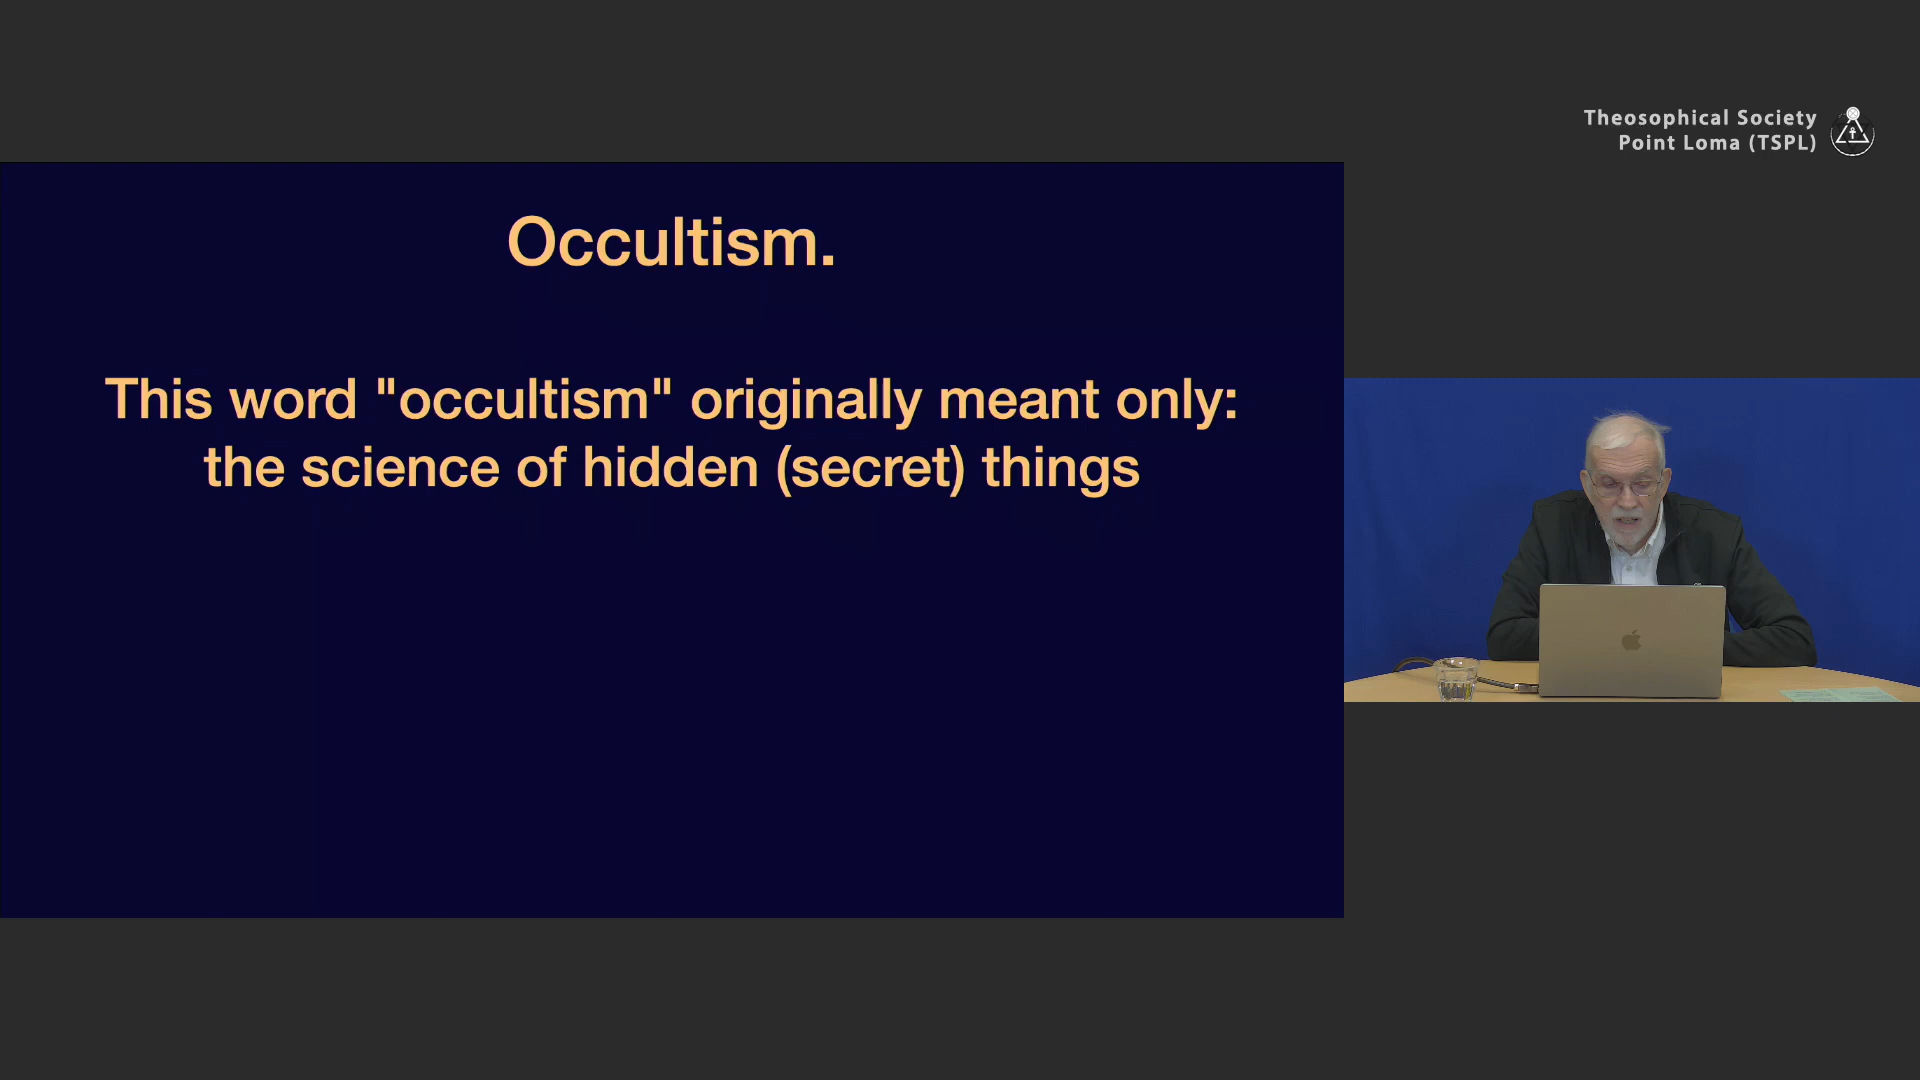 Theosophical Society
Point Loma (TSPL)
Occultism.
This word "occultism" originally meant only:
the science of hidden (secret) things